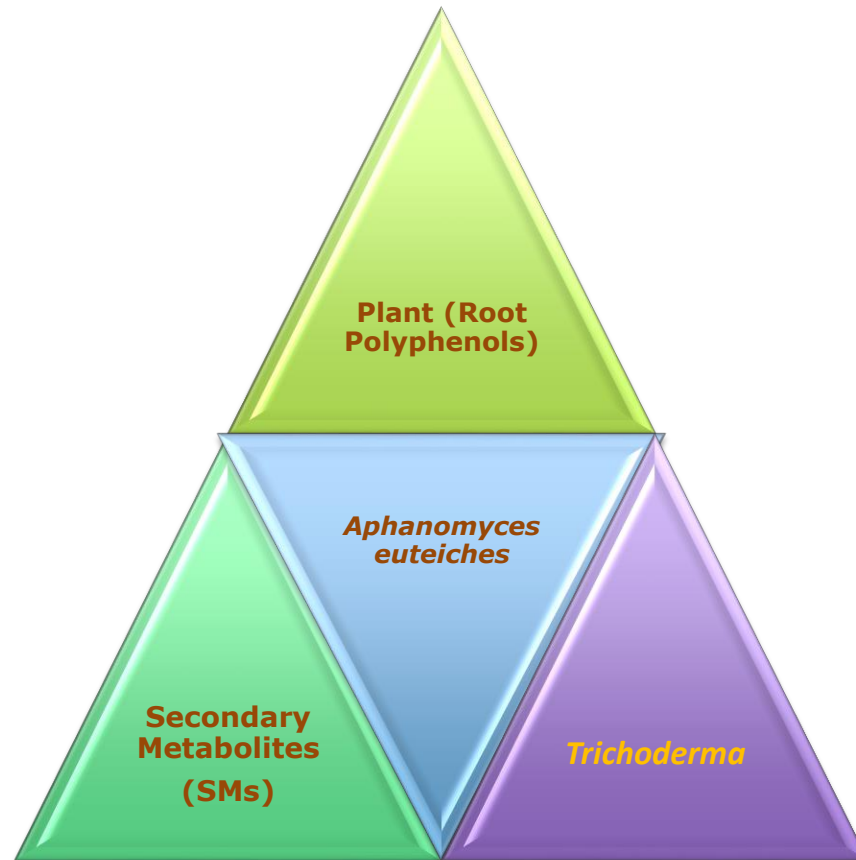 Plant (Root
Polyphenols)
Aphanomyces
euteiches
Secondary
Metabolites
(SMs)
Trichoderma